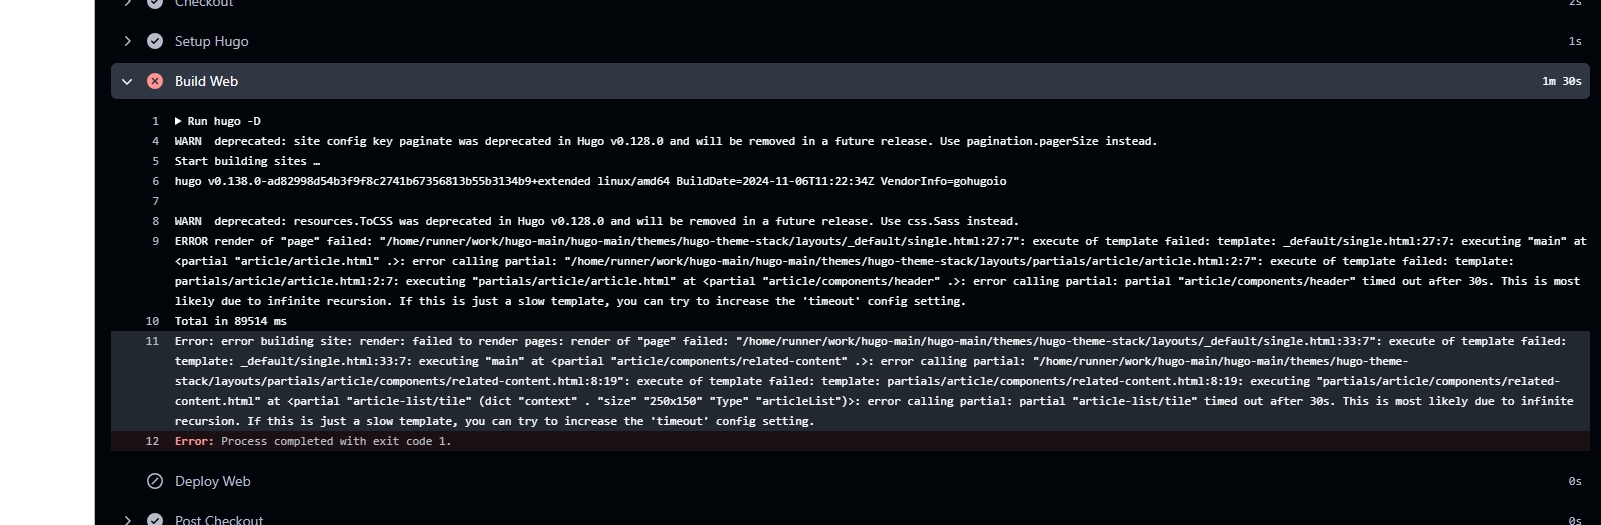 Checkout 2s
Setup Hugo 1s
Build Web 1m 30s
1 Run hugo -D
4 WARN  deprecated: site config key paginate was deprecated in Hugo v0.128.0 and will be removed in a future release. Use pagination.pagerSize instead.
5 Start building sites …
6 hugo v0.138.0-ad82998d54b3f9f8c2741b67356813b55b3134b9+extended linux/amd64 BuildDate=2024-11-06T11:22:34Z VendorInfo=gohugoio
7
8 WARN  deprecated: resources.ToCSS was deprecated in Hugo v0.128.0 and will be removed in a future release. Use css.Sass instead.
9 ERROR render of "page" failed: "/home/runner/work/hugo-main/hugo-main/themes/hugo-theme-stack/layouts/_default/single.html:27:7": execute of template failed: template: _default/single.html:27:7: executing "main" at
<partial "article/article.html" .>: error calling partial: "/home/runner/work/hugo-main/hugo-main/themes/hugo-theme-stack/layouts/partials/article/article.html:2:7": execute of template failed: template:
partials/article/article.html:2:7: executing "partials/article/article.html" at <partial "article/components/header" .>: error calling partial: partial "article/components/header" timed out after 30s. This is most
likely due to infinite recursion. If this is just a slow template, you can try to increase the 'timeout' config setting.
10 Total in 89514 ms
11 Error: error building site: render: failed to render pages: render of "page" failed: "/home/runner/work/hugo-main/hugo-main/themes/hugo-theme-stack/layouts/_default/single.html:33:7": execute of template failed:
template: _default/single.html:33:7: executing "main" at <partial "article/components/related-content" .>: error calling partial: "/home/runner/work/hugo-main/hugo-main/themes/hugo-theme-
stack/layouts/partials/article/components/related-content.html:8:19": execute of template failed: template: partials/article/components/related-content.html:8:19: executing "partials/article/components/related-
content.html" at <partial "article-list/tile" (dict "context" . "size" "250x150" "Type" "articleList")>: error calling partial: partial "article-list/tile" timed out after 30s. This is most likely due to infinite
recursion. If this is just a slow template, you can try to increase the 'timeout' config setting.
12 Error: Process completed with exit code 1.
Deploy Web 0s
Post Checkout 0s